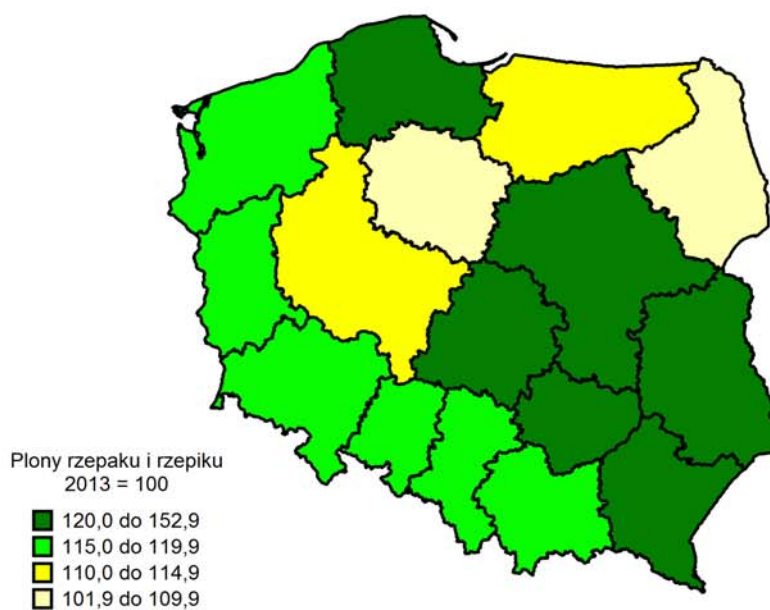 Plony rzepaku i rzepiku
2013 = 100
120,0 do 152,9
115,0 do 119,9
110,0 do 114,9
101,9 do 109,9